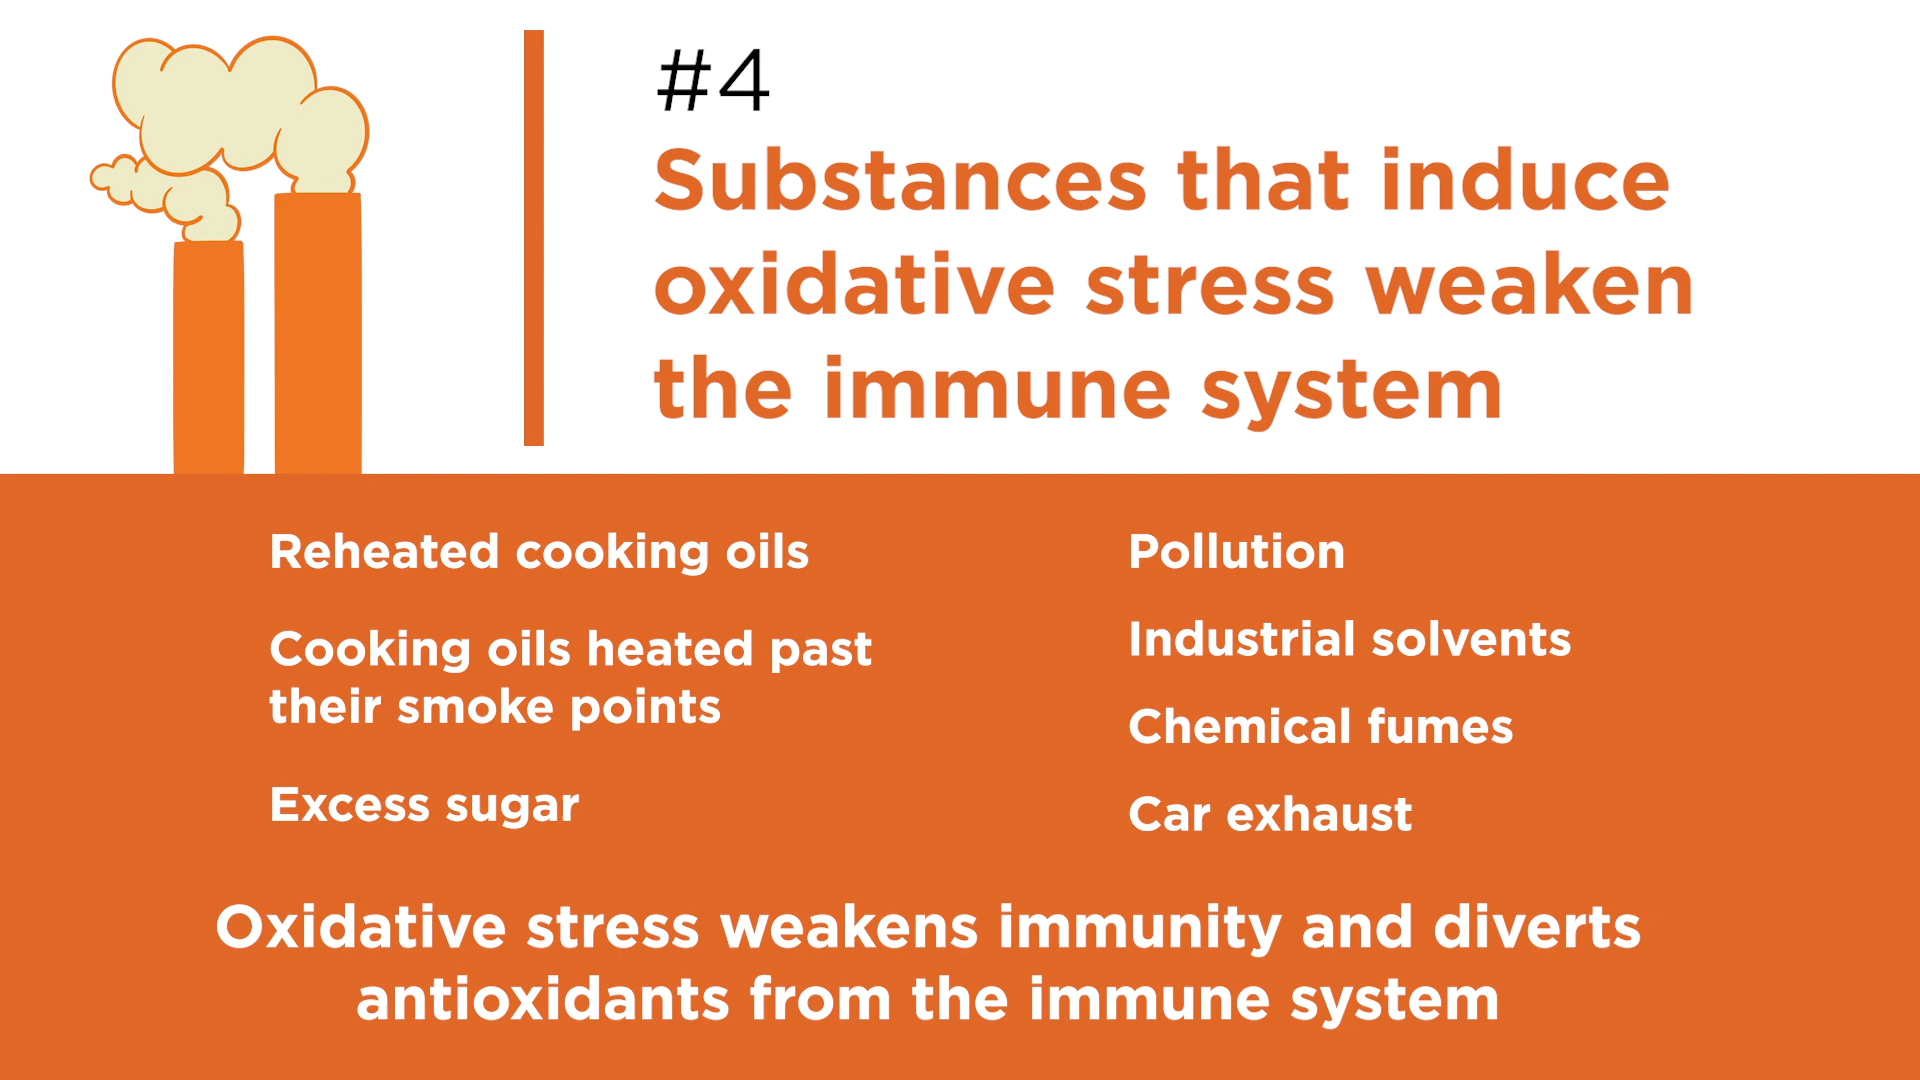 #4
Substances that induce
oxidative stress weaken
the immune system
Reheated cooking oils
Cooking oils heated past
their smoke points
Excess sugar
Pollution
Industrial solvents
Chemical fumes
Car exhaust
Oxidative stress weakens immunity and diverts
antioxidants from the immune system